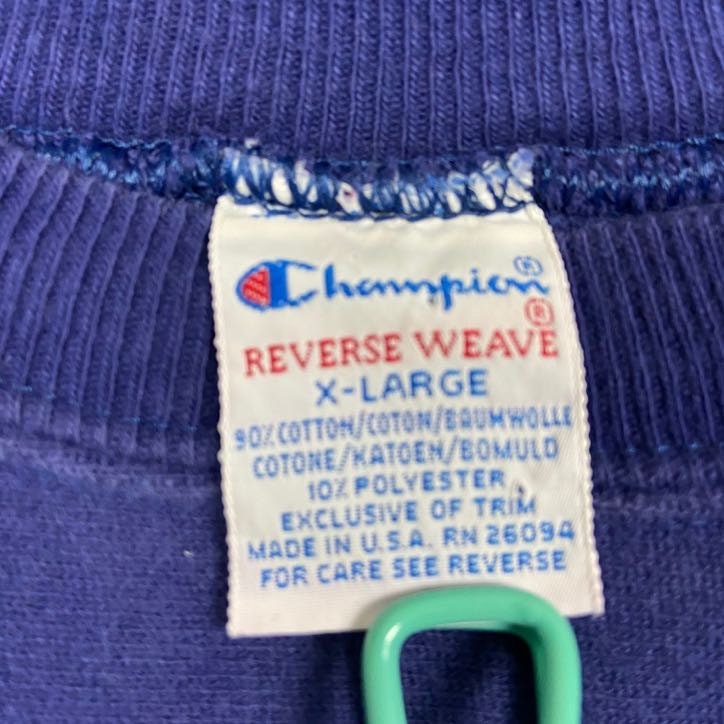 Champion®
®
REVERSE WEAVE
X-LARGE
90% COTTON/COTON/BAUMWOLLE
COTONE/KATOEN/BOMULD
10% POLYESTER
EXCLUSIVE OF TRIM
MADE IN U.S.A. RN 26094
FOR CARE SEE REVERSE